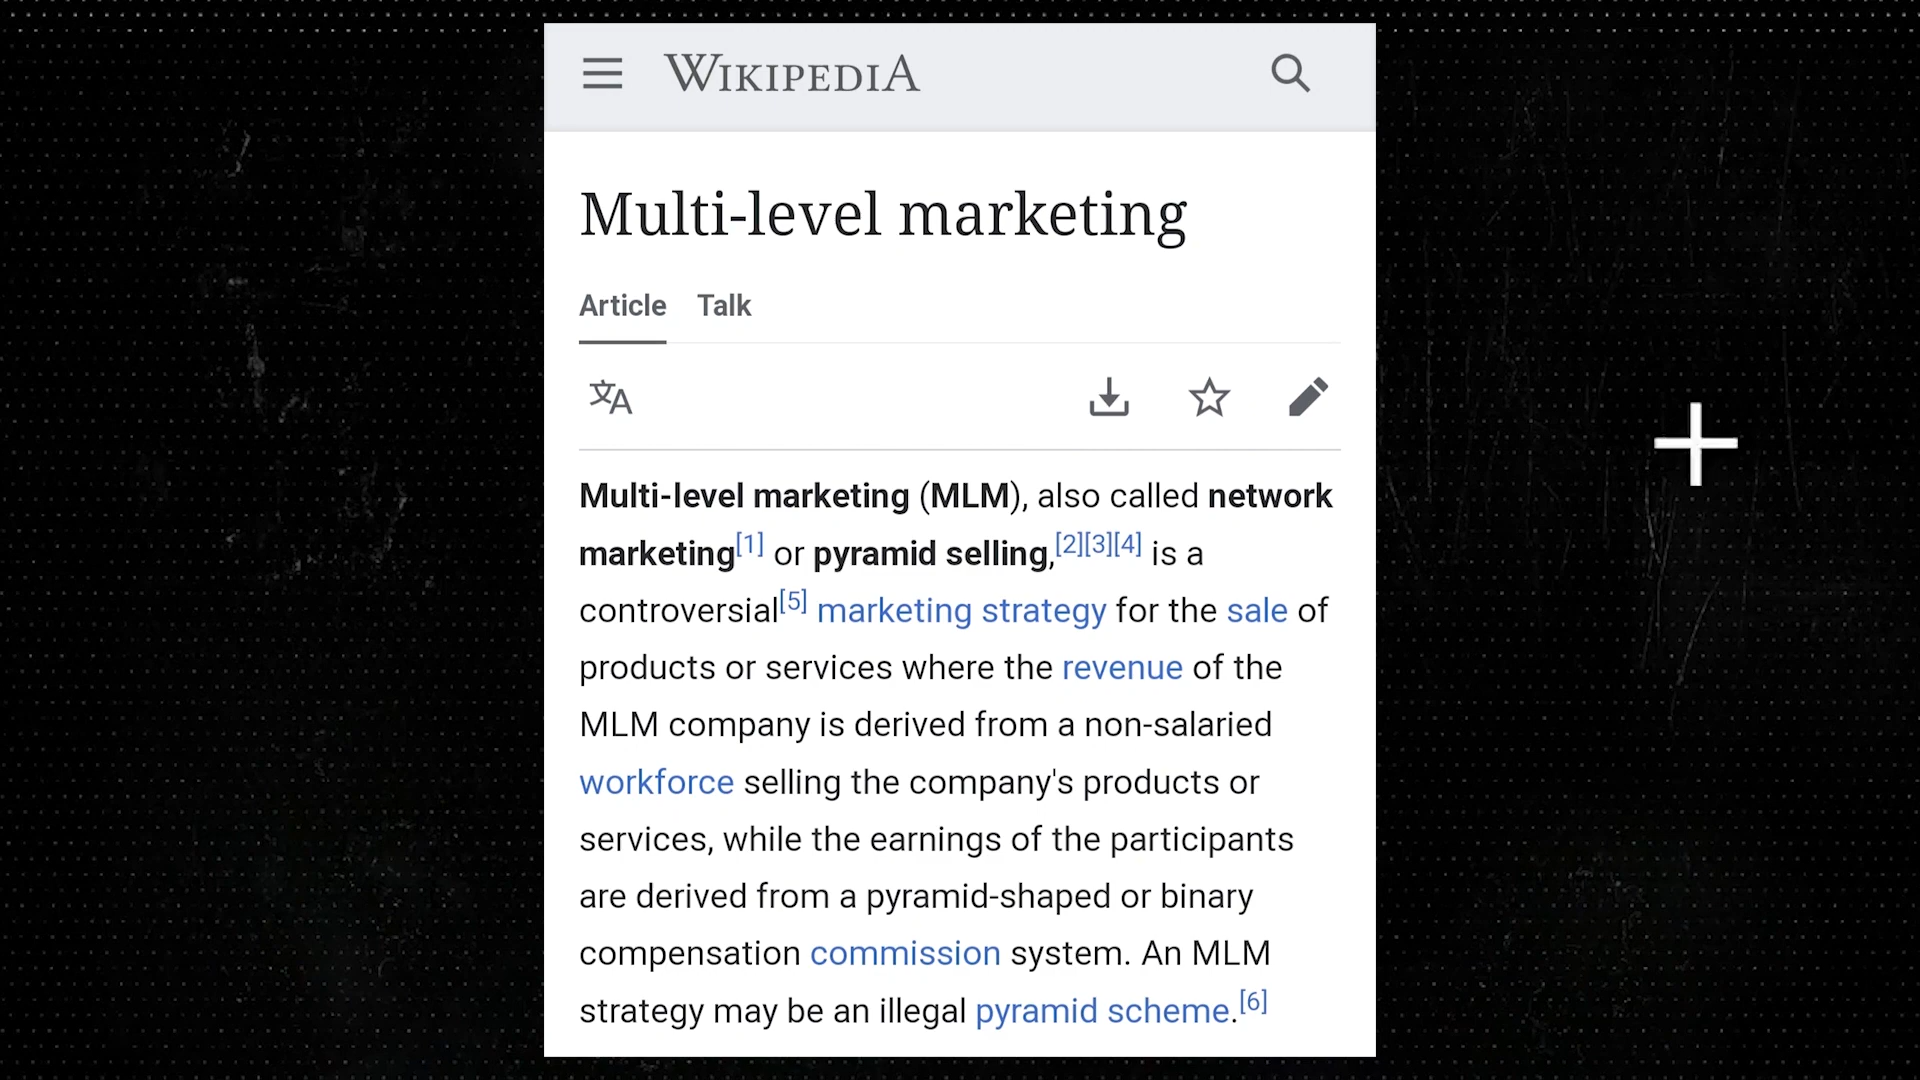 WIKIPEDIA
Multi-level marketing
Article Talk
文A
Multi-level marketing (MLM), also called network
marketing[1] or pyramid selling,[2][3][4] is a
controversial[5] marketing strategy for the sale of
products or services where the revenue of the
MLM company is derived from a non-salaried
workforce selling the company's products or
services, while the earnings of the participants
are derived from a pyramid-shaped or binary
compensation commission system. An MLM
strategy may be an illegal pyramid scheme.[6]